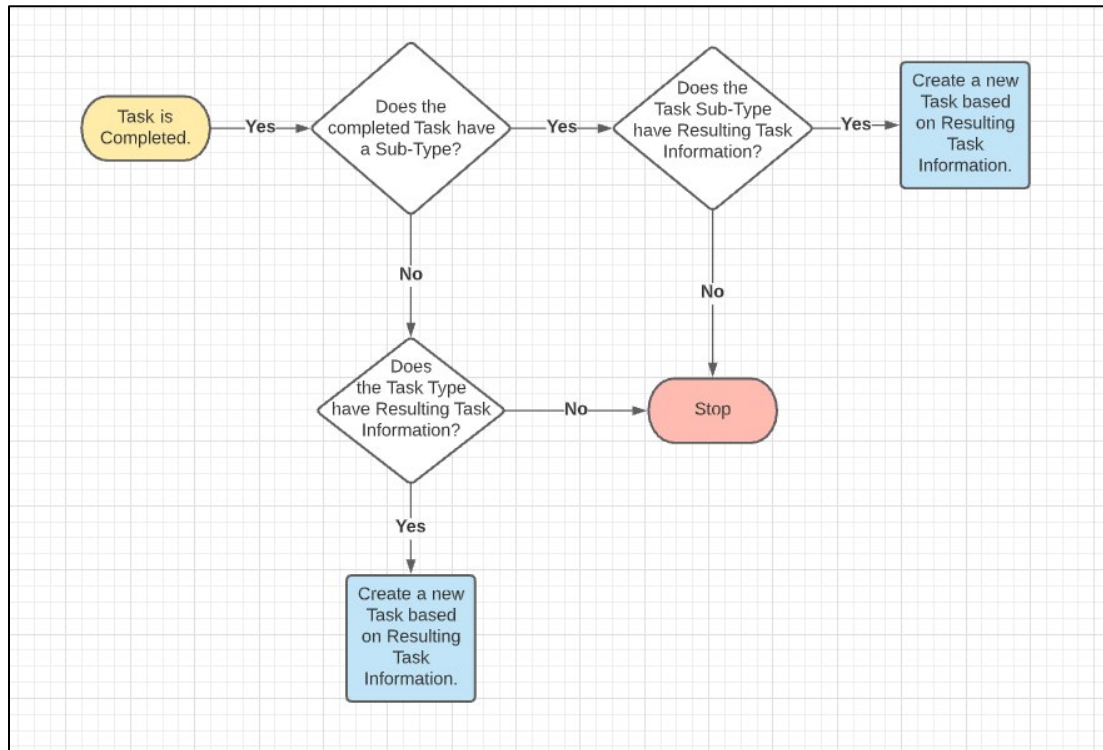 Task is
Completed.
Yes
Does the
completed Task have
a Sub-Type?
Yes
Does the
Task Sub-Type
have Resulting Task
Information?
Yes
Create a new
Task based
on Resulting
Task
Information.
No
No
Does
the Task Type
have Resulting Task
Information?
No
Stop
Yes
Create a new
Task based
on Resulting
Task
Information.